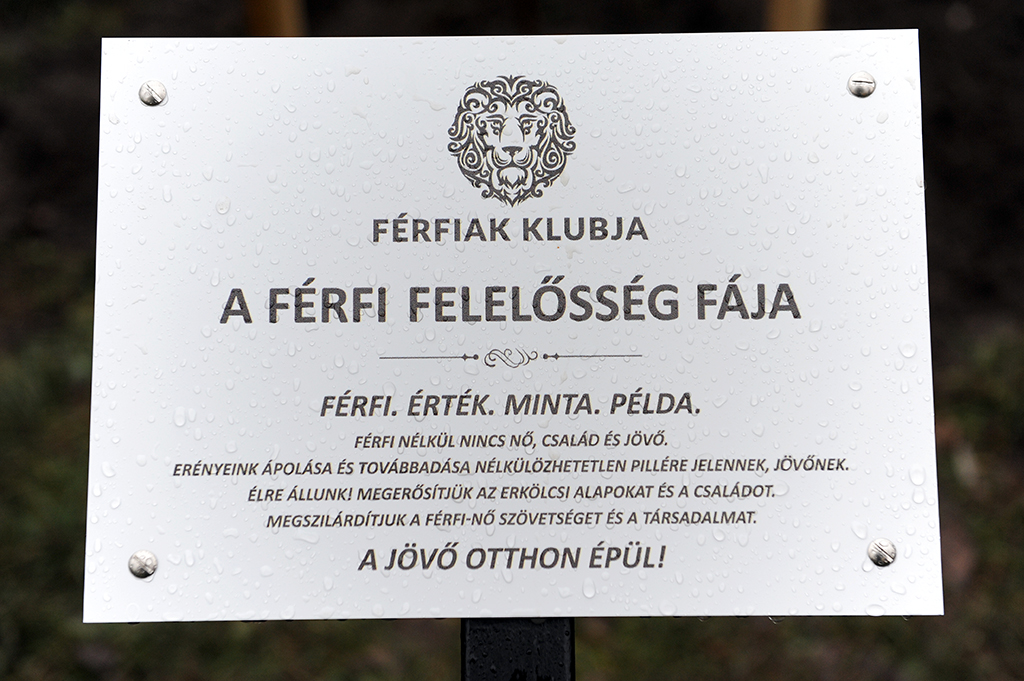 FÉRFIAK KLUBJA
A FÉRFI FELELŐSSÉG FÁJA
FÉRFI. ÉRTÉK. MINTA. PÉLDA.
FÉRFI NÉLKÜL NINCS NŐ, CSALÁD ÉS JÖVŐ.
ERÉNYEINK ÁPOLÁSA ÉS TOVÁBBADÁSA NÉLKÜLÖZHETETLEN PILLÉRE JELENNEK, JÖVŐNEK.
ÉLRE ÁLLUNK! MEGERŐSÍTJÜK AZ ERKÖLCSI ALAPOKAT ÉS A CSALÁDOT.
MEGSZILÁRDÍTJUK A FÉRFI-NŐ SZÖVETSÉGET ÉS A TÁRSADALMAT.
A JÖVŐ OTTHON ÉPÜL!